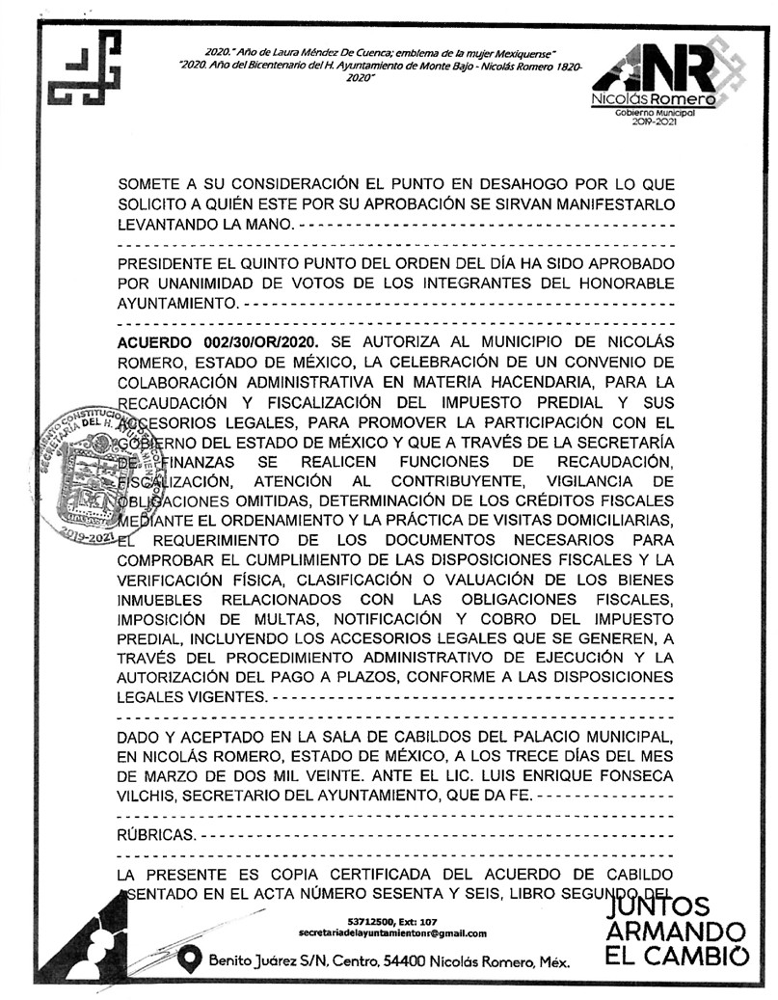 2020." Año de Laura Méndez De Cuenca; emblema de la mujer Mexiquense"
"2020. Año del Bicentenario del H. Ayuntamiento de Monte Bajo - Nicolás Romero 1820-
2020"
ANR
Nicolás Romero
Gobierno Municipal
2019-2021
SOMETE A SU CONSIDERACIÓN EL PUNTO EN DESAHOGO POR LO QUE
SOLICITO A QUIÉN ESTE POR SU APROBACIÓN SE SIRVAN MANIFESTARLO
LEVANTANDO LA MANO.
PRESIDENTE EL QUINTO PUNTO DEL ORDEN DEL DÍA HA SIDO APROBADO
POR UNANIMIDAD DE VOTOS DE LOS INTEGRANTES DEL HONORABLE
AYUNTAMIENTO.
ACUERDO 002/30/OR/2020. SE AUTORIZA AL MUNICIPIO DE NICOLÁS
ROMERO, ESTADO DE MÉXICO, LA CELEBRACIÓN DE UN CONVENIO DE
COLABORACIÓN ADMINISTRATIVA EN MATERIA HACENDARIA, PARA LA
RECAUDACIÓN Y FISCALIZACIÓN DEL IMPUESTO PREDIAL Y SUS
ACCESORIOS LEGALES, PARA PROMOVER LA PARTICIPACIÓN CON EL
GOBIERNO DEL ESTADO DE MÉXICO Y QUE A TRAVÉS DE LA SECRETARÍA
DE FINANZAS SE REALICEN FUNCIONES DE RECAUDACIÓN,
FISCALIZACIÓN, ATENCIÓN AL CONTRIBUYENTE, VIGILANCIA DE
OBLIGACIONES OMITIDAS, DETERMINACIÓN DE LOS CRÉDITOS FISCALES
MEDIANTE EL ORDENAMIENTO Y LA PRÁCTICA DE VISITAS DOMICILIARIAS,
EL REQUERIMIENTO DE LOS DOCUMENTOS NECESARIOS PARA
COMPROBAR EL CUMPLIMIENTO DE LAS DISPOSICIONES FISCALES Y LA
VERIFICACIÓN FÍSICA, CLASIFICACIÓN O VALUACIÓN DE LOS BIENES
INMUEBLES RELACIONADOS CON LAS OBLIGACIONES FISCALES,
IMPOSICIÓN DE MULTAS, NOTIFICACIÓN Y COBRO DEL IMPUESTO
PREDIAL, INCLUYENDO LOS ACCESORIOS LEGALES QUE SE GENEREN, A
TRAVÉS DEL PROCEDIMIENTO ADMINISTRATIVO DE EJECUCIÓN Y LA
AUTORIZACIÓN DEL PAGO A PLAZOS, CONFORME A LAS DISPOSICIONES
LEGALES VIGENTES.
SECRETARÍA DEL H.
2019-2021
DADO Y ACEPTADO EN LA SALA DE CABILDOS DEL PALACIO MUNICIPAL,
EN NICOLÁS ROMERO, ESTADO DE MÉXICO, A LOS TRECE DÍAS DEL MES
DE MARZO DE DOS MIL VEINTE. ANTE EL LIC. LUIS ENRIQUE FONSECA
VILCHIS, SECRETARIO DEL AYUNTAMIENTO, QUE DA FE.
RÚBRICAS.
LA PRESENTE ES COPIA CERTIFICADA DEL ACUERDO DE CABILDO
ASENTADO EN EL ACTA NÚMERO SESENTA Y SEIS, LIBRO SEGUNDO DEL
53712500, Ext: 107
secretariadelayuntamientonr@gmail.com
Benito Juárez S/N, Centro, 54400 Nicolás Romero, Méx.
JUNTOS
ARMANDO
EL CAMBIO